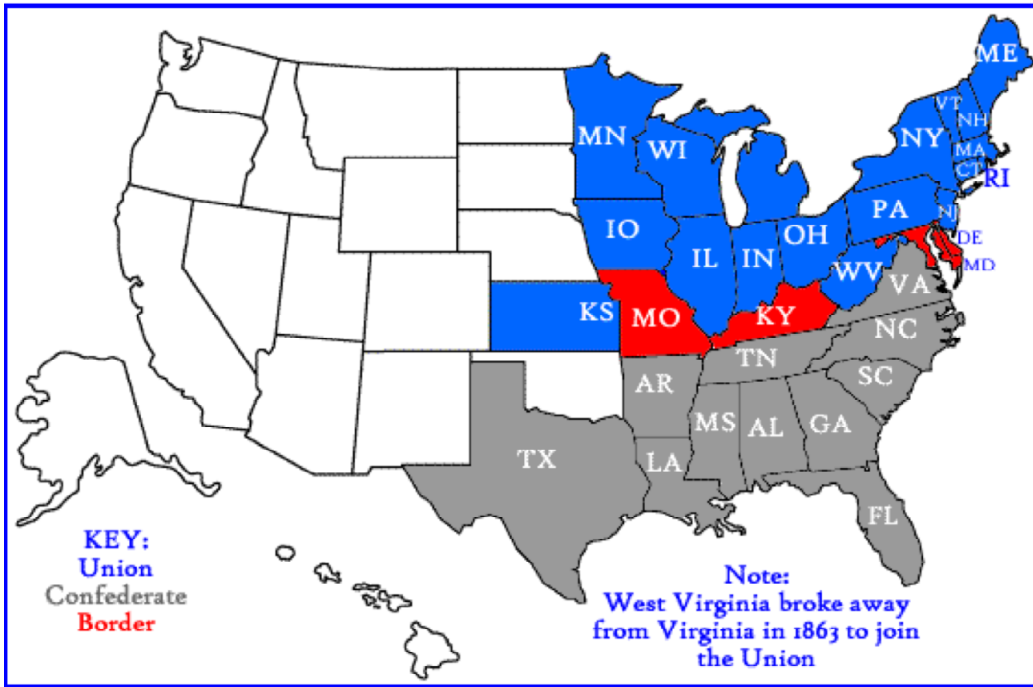 ME
VT
NH
MN
NY
WI
MA
CT
RI
PA
NJ
IO
OH
DE
IL
IN
MD
WV
VA
KS
MO
KY
NC
TN
SC
AR
MS
AL
GA
TX
LA
FL
KEY:
Union
Confederate
Border
Note:
West Virginia broke away
from Virginia in 1863 to join
the Union